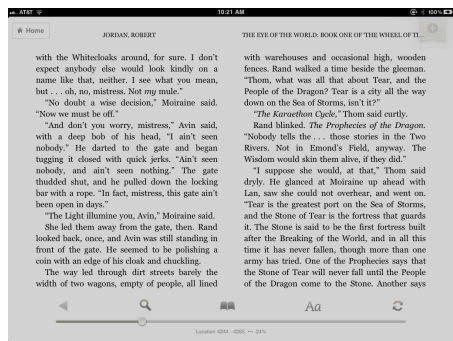 AT&T
10:21 AM
100%
Home
JORDAN, ROBERT
THE EYE OF THE WORLD: BOOK ONE OF 'THE WHEEL OF TI...
with the Whitecloaks around, for sure. I don't
expect anybody else would look kindly on a
name like that, neither. I see what you mean,
but . . . oh, no, mistress. Not my mule."
"No doubt a wise decision," Moiraine said.
"Now we must be off."
"And don't you worry, mistress," Avin said,
with a deep bob of his head, "I ain't seen
nobody." He darted to the gate and began
tugging it closed with quick jerks. "Ain't seen
nobody, and ain't seen nothing." The gate
thudded shut, and he pulled down the locking
bar with a rope. "In fact, mistress, this gate ain't
been open in days."
"The Light illumine you, Avin," Moiraine said.
She led them away from the gate, then. Rand
looked back, once, and Avin was still standing in
front of the gate. He seemed to be polishing a
coin with an edge of his cloak and chuckling.
The way led through dirt streets barely the
width of two wagons, empty of people, all lined
with warehouses and occasional high, wooden
fences. Rand walked a time beside the gleeman.
"Thom, what was all that about Tear, and the
People of the Dragon? Tear is a city all the way
down on the Sea of Storms, isn't it?"
"The Karaethon Cycle," Thom said curtly.
Rand blinked. The Prophecies of the Dragon.
"Nobody tells the . . . those stories in the Two
Rivers. Not in Emond's Field, anyway. The
Wisdom would skin them alive, if they did."
"I suppose she would, at that," Thom said
dryly. He glanced at Moiraine up ahead with
Lan, saw she could not overhear, and went on.
"Tear is the greatest port on the Sea of Storms,
and the Stone of Tear is the fortress that guards
it. The Stone is said to be the first fortress built
after the Breaking of the World, and in all this
time it has never fallen, though more than one
army has tried. One of the Prophecies says that
the Stone of Tear will never fall until the People
of the Dragon come to the Stone. Another says
Aa
Location 4244 - 4265 • 24%